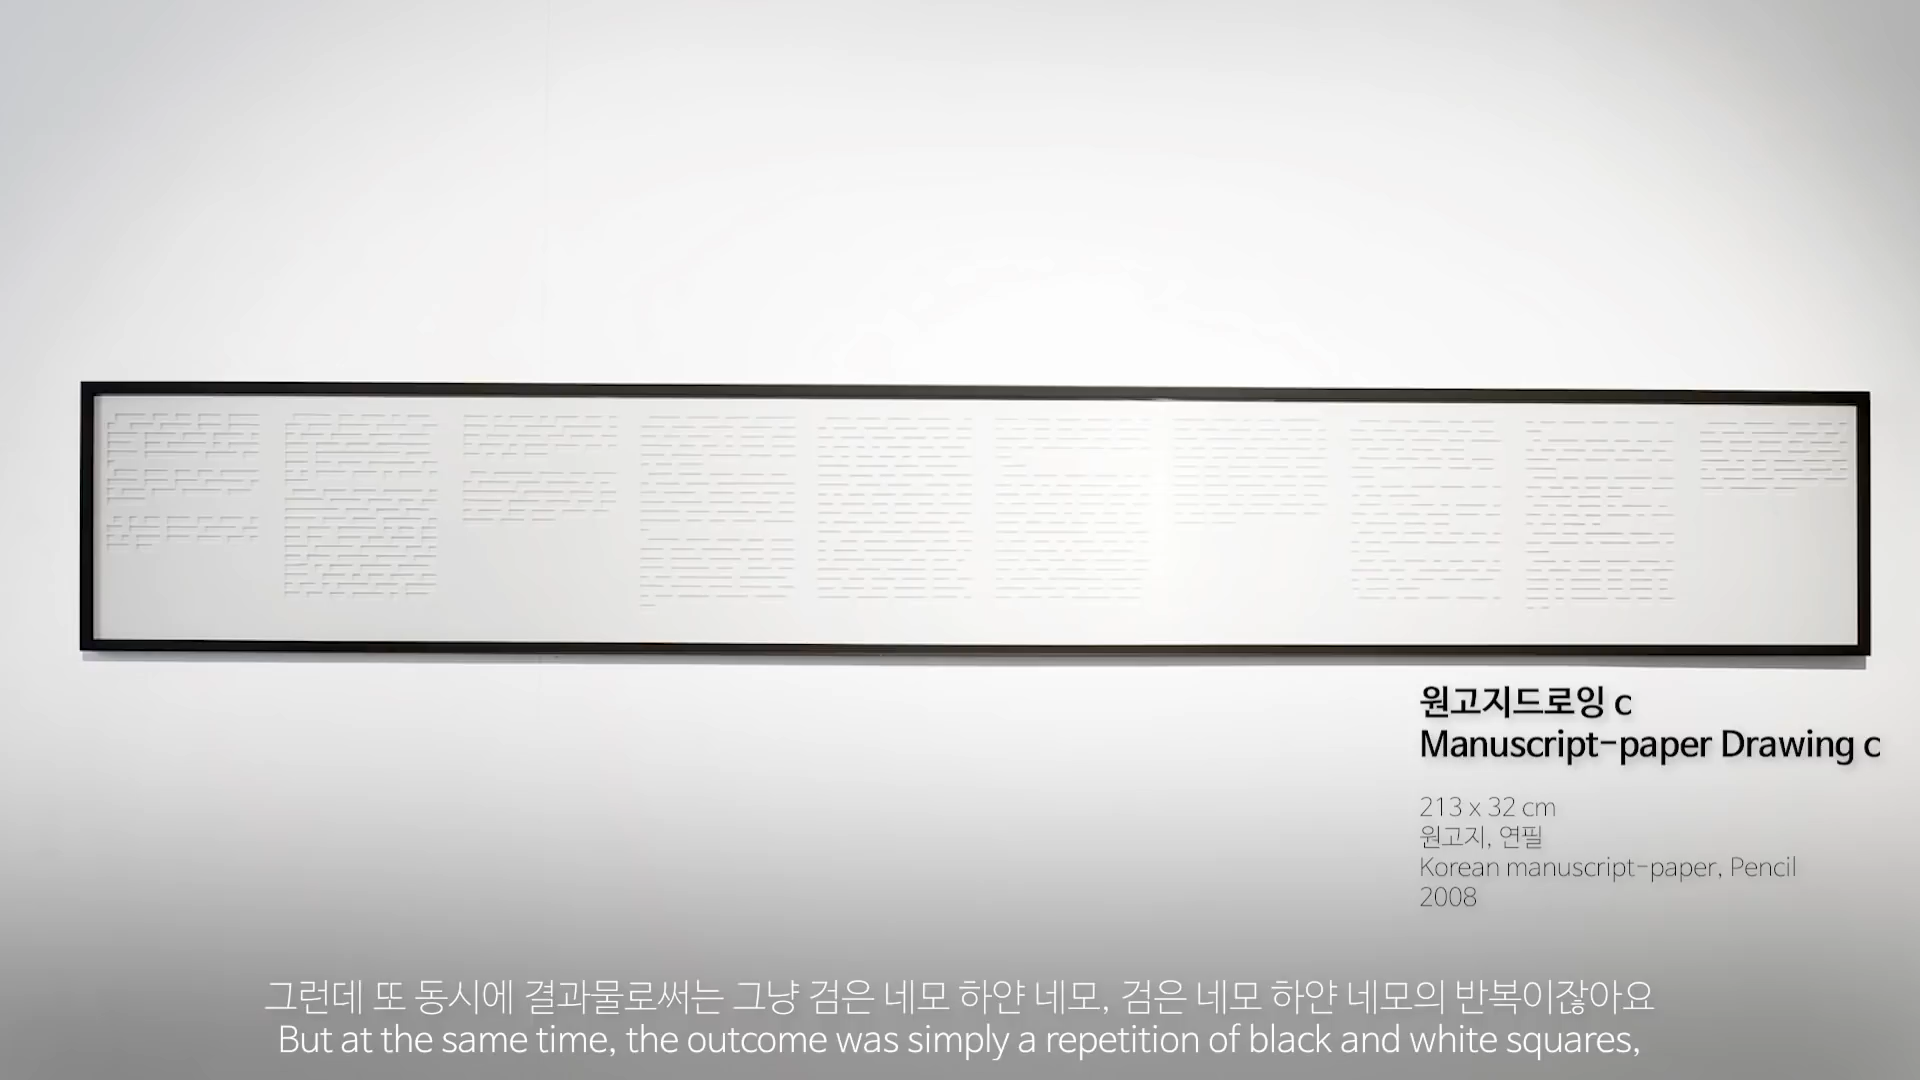 원고지드로잉 c
Manuscript-paper Drawing c
213 x 32 cm
원고지, 연필
Korean manuscript-paper, Pencil
2008
그런데 또 동시에 결과물로써는 그냥 검은 네모 하얀 네모, 검은 네모 하얀 네모의 반복이잖아요
But at the same time, the outcome was simply a repetition of black and white squares,